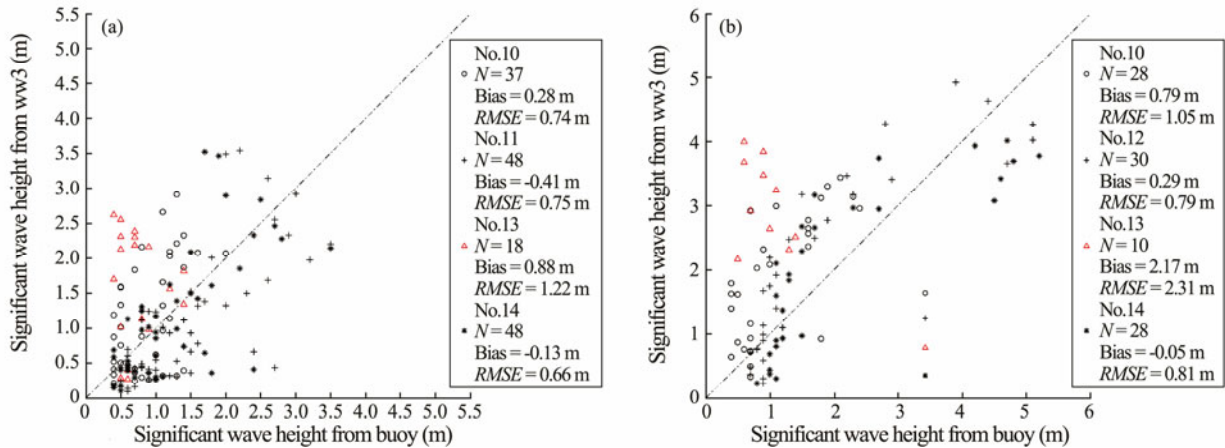 (a)
5.5
5.0
4.5
4.0
3.5
3.0
2.5
2.0
1.5
1.0
0.5
0
0.5 1.0 1.5 2.0 2.5 3.0 3.5 4.0 4.5 5.5
Significant wave height from ww3 (m)
Significant wave height from buoy (m)
No.10
N = 37
Bias = 0.28 m
RMSE = 0.74 m
No.11
N = 48
Bias = -0.41 m
RMSE = 0.75 m
No.13
N = 18
Bias = 0.88 m
RMSE = 1.22 m
No.14
N = 48
Bias = -0.13 m
RMSE = 0.66 m
(b)
6
5
4
3
2
1
0
0 1 2 3 4 5 6
Significant wave height from ww3 (m)
Significant wave height from buoy (m)
No.10
N = 28
Bias = 0.79 m
RMSE = 1.05 m
No.12
N = 30
Bias = 0.29 m
RMSE = 0.79 m
No.13
N = 10
Bias = 2.17 m
RMSE = 2.31 m
No.14
N = 28
Bias = -0.05 m
RMSE = 0.81 m